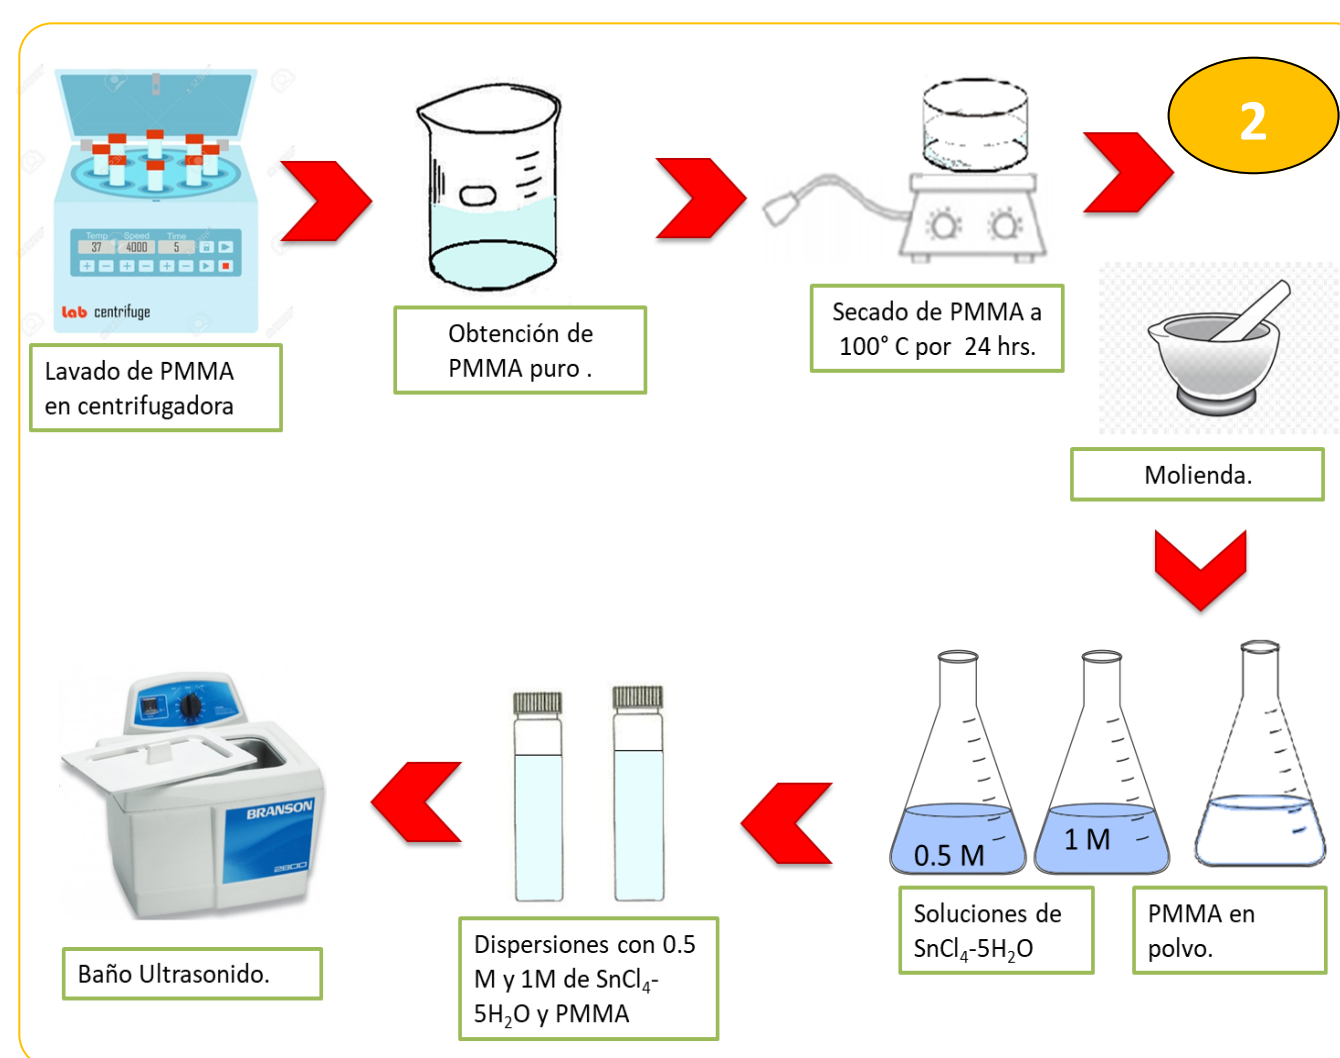 2
Temp Speed Time
37 4000 5
Lab centrifuge
Lavado de PMMA
en centrifugadora
Obtención de
PMMA puro .
Secado de PMMA a
100° C por 24 hrs.
Molienda.
0.5 M
1 M
Soluciones de
SnCl₄-5H₂O
PMMA en
polvo.
Dispersiones con 0.5
M y 1M de SnCl₄-
5H₂O y PMMA
BRANSON
2800
Baño Ultrasonido.